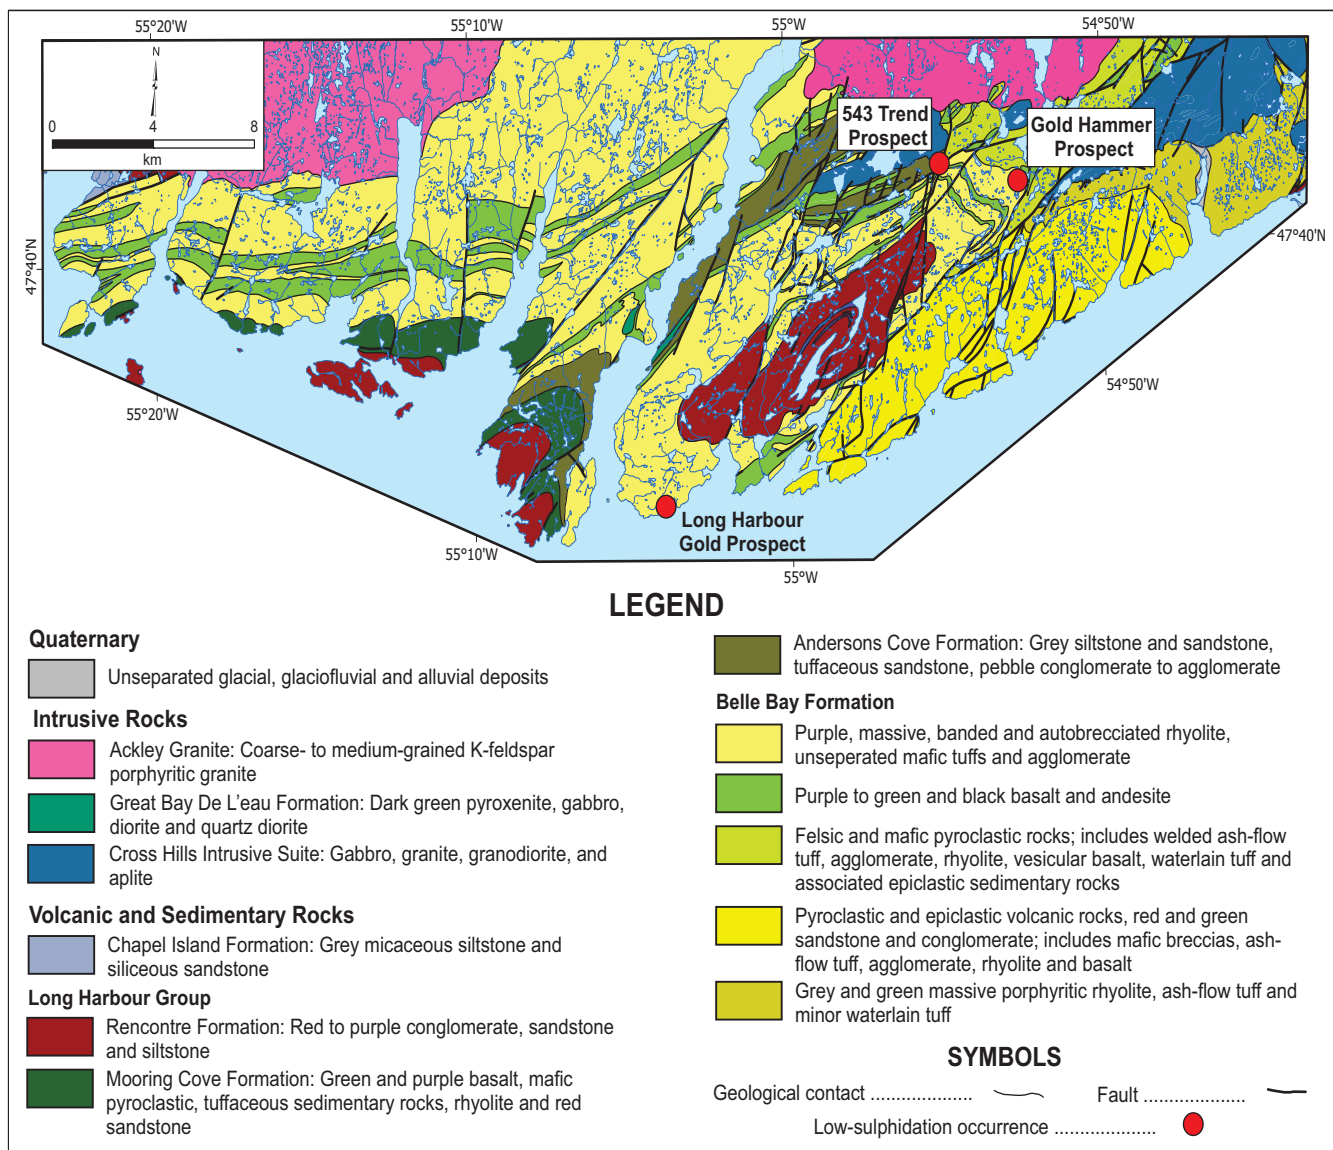 55°20'W
55°10'W
55°W
54°50'W
N
0
4
8
km
543 Trend
Prospect
Gold Hammer
Prospect
47°40'N
47°40'N
54°50'W
55°20'W
Long Harbour
Gold Prospect
55°10'W
55°W
LEGEND
Quaternary
Unseparated glacial, glaciofluvial and alluvial deposits
Intrusive Rocks
Ackley Granite: Coarse- to medium-grained K-feldspar
porphyritic granite
Great Bay De L'eau Formation: Dark green pyroxenite, gabbro,
diorite and quartz diorite
Cross Hills Intrusive Suite: Gabbro, granite, granodiorite, and
aplite
Volcanic and Sedimentary Rocks
Chapel Island Formation: Grey micaceous siltstone and
siliceous sandstone
Long Harbour Group
Rencontre Formation: Red to purple conglomerate, sandstone
and siltstone
Mooring Cove Formation: Green and purple basalt, mafic
pyroclastic, tuffaceous sedimentary rocks, rhyolite and red
sandstone
Andersons Cove Formation: Grey siltstone and sandstone,
tuffaceous sandstone, pebble conglomerate to agglomerate
Belle Bay Formation
Purple, massive, banded and autobrecciated rhyolite,
unseperated mafic tuffs and agglomerate
Purple to green and black basalt and andesite
Felsic and mafic pyroclastic rocks; includes welded ash-flow
tuff, agglomerate, rhyolite, vesicular basalt, waterlain tuff and
associated epiclastic sedimentary rocks
Pyroclastic and epiclastic volcanic rocks, red and green
sandstone and conglomerate; includes mafic breccias, ash-
flow tuff, agglomerate, rhyolite and basalt
Grey and green massive porphyritic rhyolite, ash-flow tuff and
minor waterlain tuff
SYMBOLS
Geological contact ....................
Fault ....................
Low-sulphidation occurrence ....................